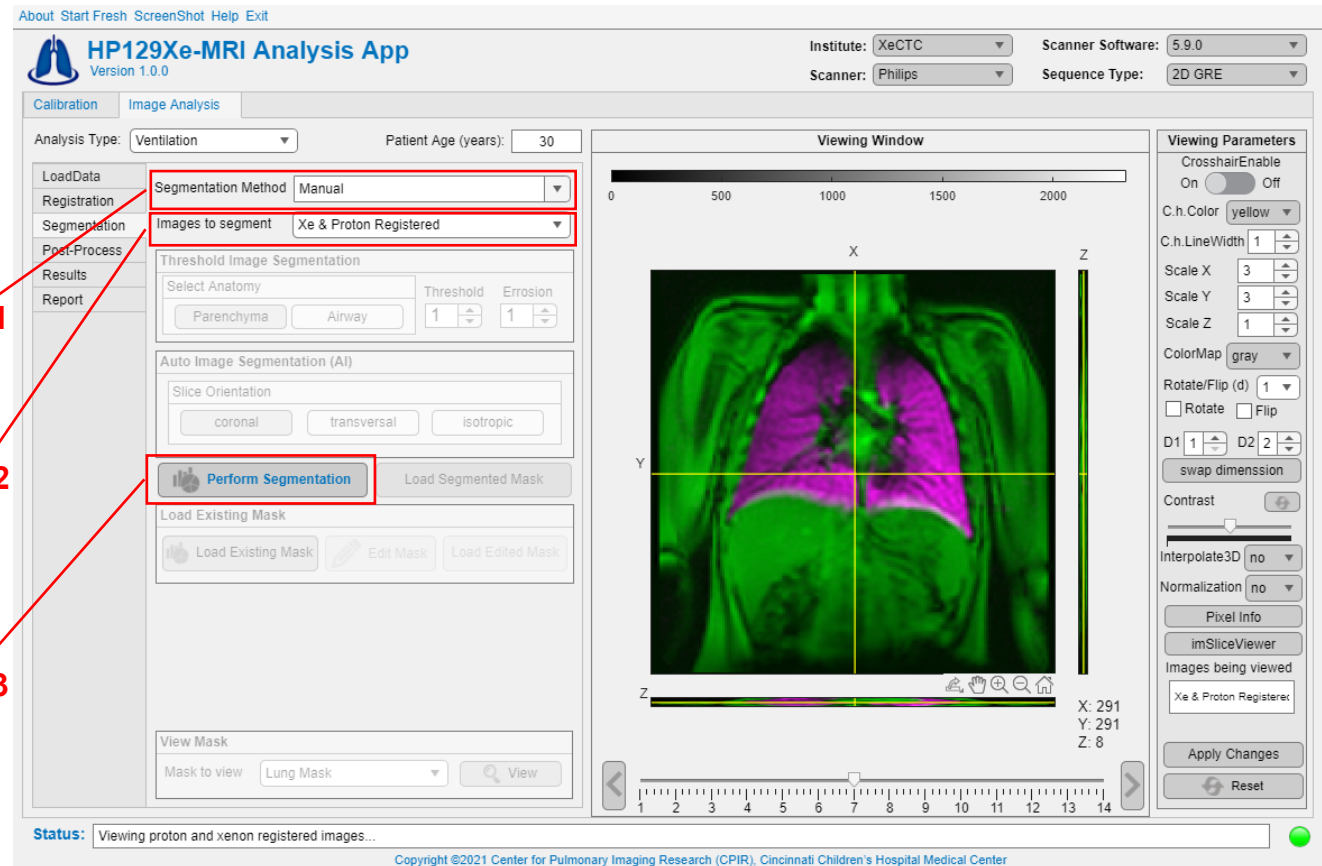 About Start Fresh ScreenShot Help Exit
HP129Xe-MRI Analysis App
Version 1.0.0
Institute: XeCTC
Scanner Software: 5.9.0
Scanner: Philips
Sequence Type: 2D GRE
Calibration
Image Analysis
Analysis Type: Ventilation
Patient Age (years): 30
LoadData
Registration
Segmentation
Post-Process
Results
Report
Segmentation Method Manual
Images to segment Xe & Proton Registered
Threshold Image Segmentation
Select Anatomy
Parenchyma
Airway
Threshold Errosion
1 1
Auto Image Segmentation (AI)
Slice Orientation
coronal transversal isotropic
Perform Segmentation
Load Segmented Mask
Load Existing Mask
Load Existing Mask
Edit Mask
Load Edited Mask
View Mask
Mask to view Lung Mask
View
1
2
3
Viewing Window
0 500 1000 1500 2000
X
Z
Y
Z
X: 291
Y: 291
Z: 8
1 2 3 4 5 6 7 8 9 10 11 12 13 14
Viewing Parameters
CrosshairEnable
On Off
C.h.Color yellow
C.h.LineWidth 1
Scale X 3
Scale Y 3
Scale Z 1
ColorMap gray
Rotate/Flip (d) 1
Rotate Flip
D1 1 D2 2
swap dimenssion
Contrast
Interpolate3D no
Normalization no
Pixel Info
imSliceViewer
Images being viewed
Xe & Proton Registered
Apply Changes
Reset
Status: Viewing proton and xenon registered images...
Copyright ©2021 Center for Pulmonary Imaging Research (CPIR), Cincinnati Children's Hospital Medical Center